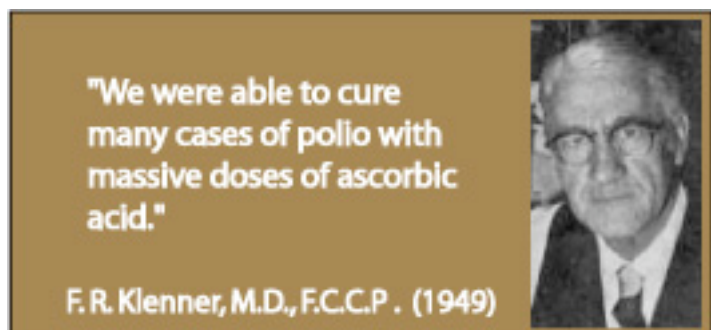 "We were able to cure
many cases of polio with
massive doses of ascorbic
acid."
F. R. Klenner, M.D., F.C.C.P . (1949)